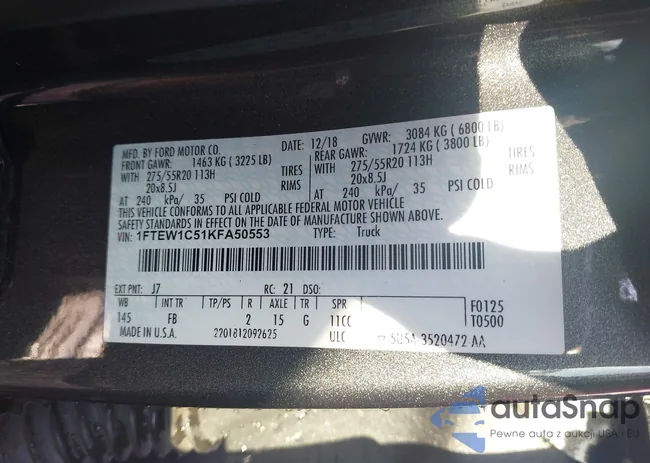 MFD. BY FORD MOTOR CO. DATE: 12/18 GVWR: 3084 KG ( 6800 LB)
FRONT GAWR: 1463 KG ( 3225 LB) REAR GAWR: 1724 KG ( 3800 LB)
WITH 275/55R20 113H TIRES WITH 275/55R20 113H TIRES
20x8.5J RIMS 20x8.5J RIMS
AT 240 kPa/ 35 PSI COLD AT 240 kPa/ 35 PSI COLD
THIS VEHICLE CONFORMS TO ALL APPLICABLE FEDERAL MOTOR VEHICLE
SAFETY STANDARDS IN EFFECT ON THE DATE OF MANUFACTURE SHOWN ABOVE.
VIN: 1FTEW1C51KFA50553 TYPE: Truck
EXT PNT: J7 RC: 21 DSO:
WB INT TR TP/PS R AXLE TR SPR F0125
145 FB 2 15 G 11CC T0500
MADE IN U.S.A. 2201812092625 ULC 5U5A-3520472-AA
autoSnap
Pewne auta z aukcji USA i EU